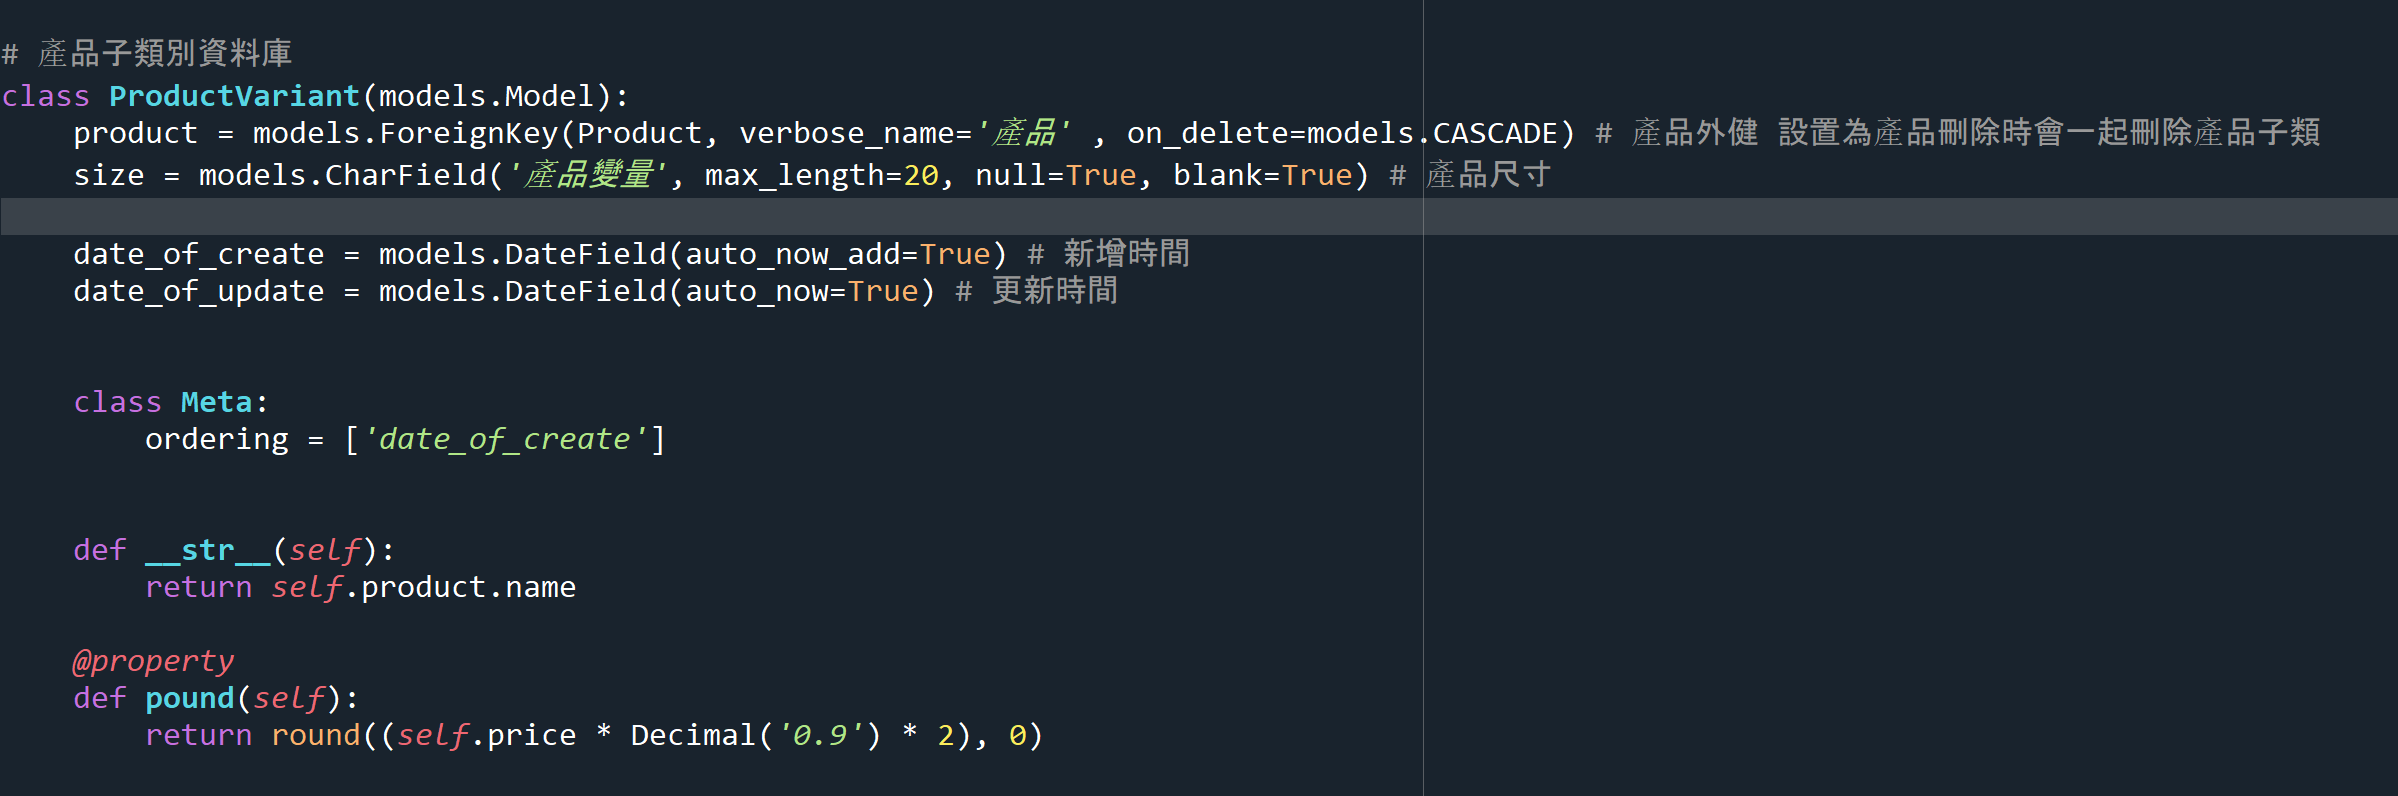 # 產品子類別資料庫
class ProductVariant(models.Model):
    product = models.ForeignKey(Product, verbose_name='產品' , on_delete=models.CASCADE) # 產品外健 設置為產品刪除時會一起刪除產品子類
    size = models.CharField('產品變量', max_length=20, null=True, blank=True) # 產品尺寸
    date_of_create = models.DateField(auto_now_add=True) # 新增時間
    date_of_update = models.DateField(auto_now=True) # 更新時間
    class Meta:
        ordering = ['date_of_create']
    def __str__(self):
        return self.product.name
    @property
    def pound(self):
        return round((self.price * Decimal('0.9') * 2), 0)